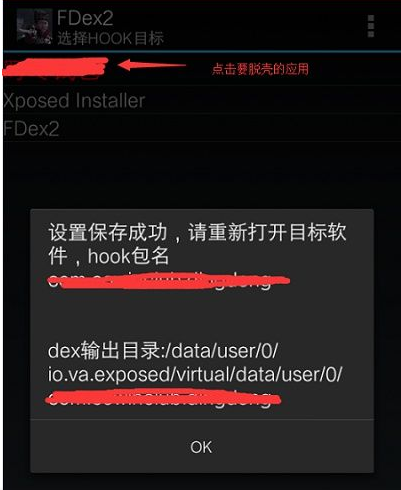 FDex2
选择HOOK目标
点击要脱壳的应用
Xposed Installer
FDex2
设置保存成功，请重新打开目标软
件，hook包名
dex输出目录:/data/user/0/
io.va.exposed/virtual/data/user/0/
OK